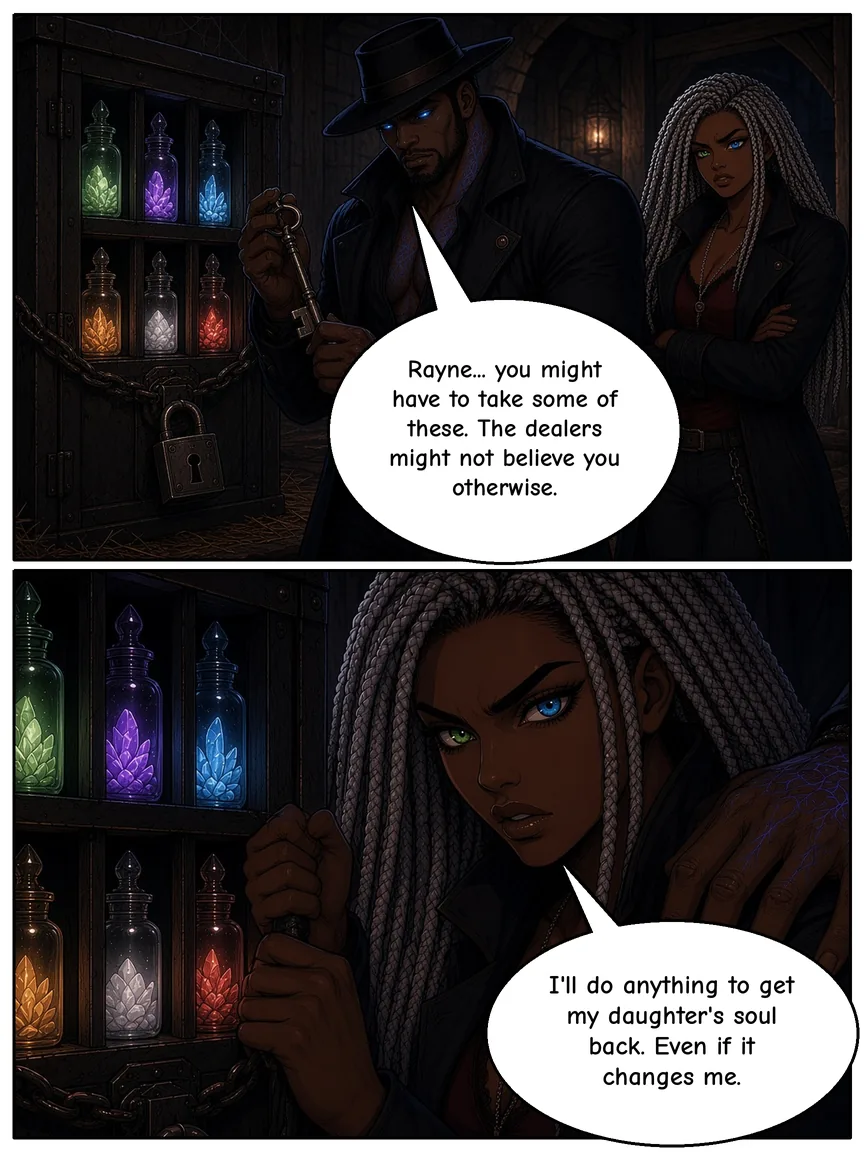 Rayne... you might
have to take some of
these. The dealers
might not believe you
otherwise.
I'll do anything to get
my daughter's soul
back. Even if it
changes me.